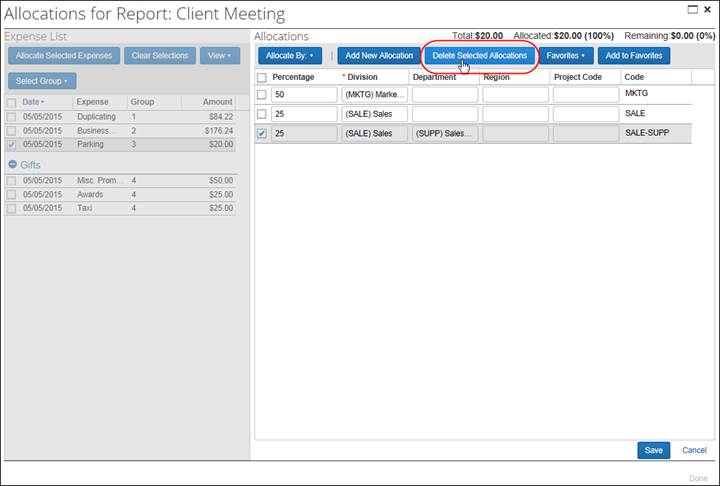 Allocations for Report: Client Meeting
Expense List
Allocate Selected Expenses Clear Selections View
Select Group
Date Expense Group Amount
05/05/2015 Duplicating 1 $84.22
05/05/2015 Business... 2 $176.24
05/05/2015 Parking 3 $20.00
Gifts
05/05/2015 Misc. Prom... 4 $50.00
05/05/2015 Awards 4 $25.00
05/05/2015 Taxi 4 $25.00
Allocations Total:$20.00 Allocated:$20.00 (100%) Remaining:$0.00 (0%)
Allocate By: Add New Allocation Delete Selected Allocations Favorites Add to Favorites
Percentage * Division Department Region Project Code Code
50 (MKTG) Marke... MKTG
25 (SALE) Sales SALE
25 (SALE) Sales (SUPP) Sales... SALE-SUPP
Save Cancel
Done